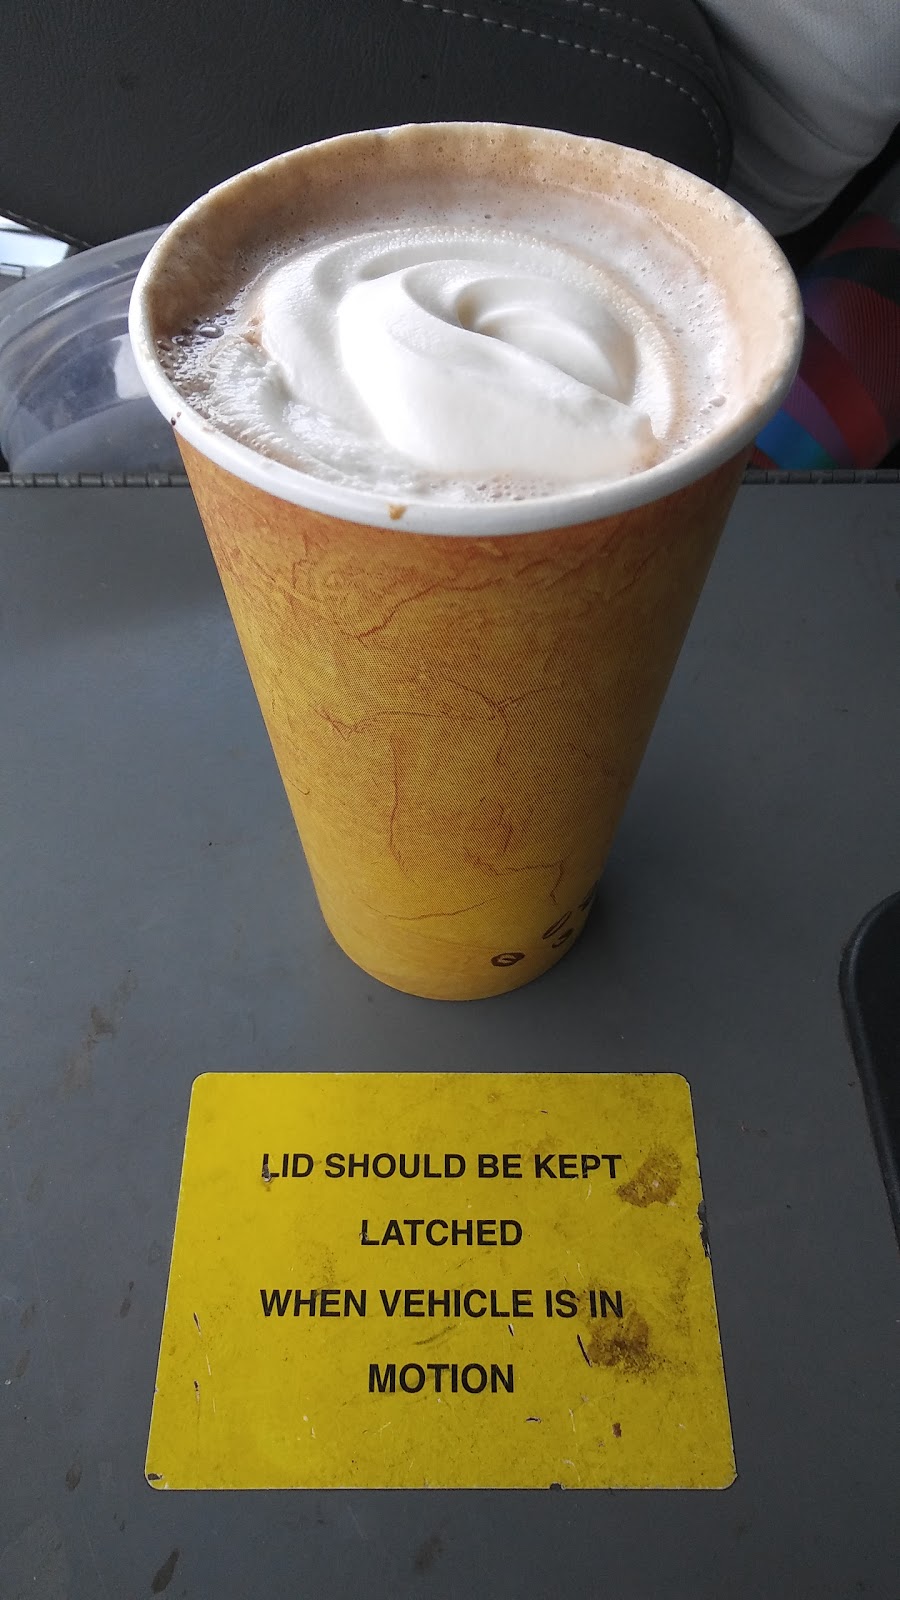 LID SHOULD BE KEPT
LATCHED
WHEN VEHICLE IS IN
MOTION